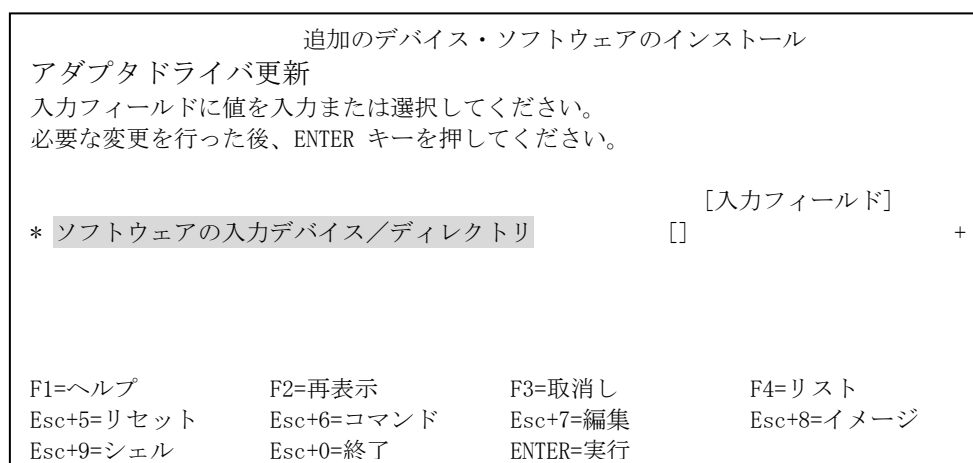 追加のデバイス・ソフトウェアのインストール
アダプタドライバ更新
入力フィールドに値を入力または選択してください。
必要な変更を行った後、ENTER キーを押してください。
[入力フィールド]
* ソフトウェアの入力デバイス／ディレクトリ [] +
F1=ヘルプ F2=再表示 F3=取消し F4=リスト
Esc+5=リセット Esc+6=コマンド Esc+7=編集 Esc+8=イメージ
Esc+9=シェル Esc+0=終了 ENTER=実行